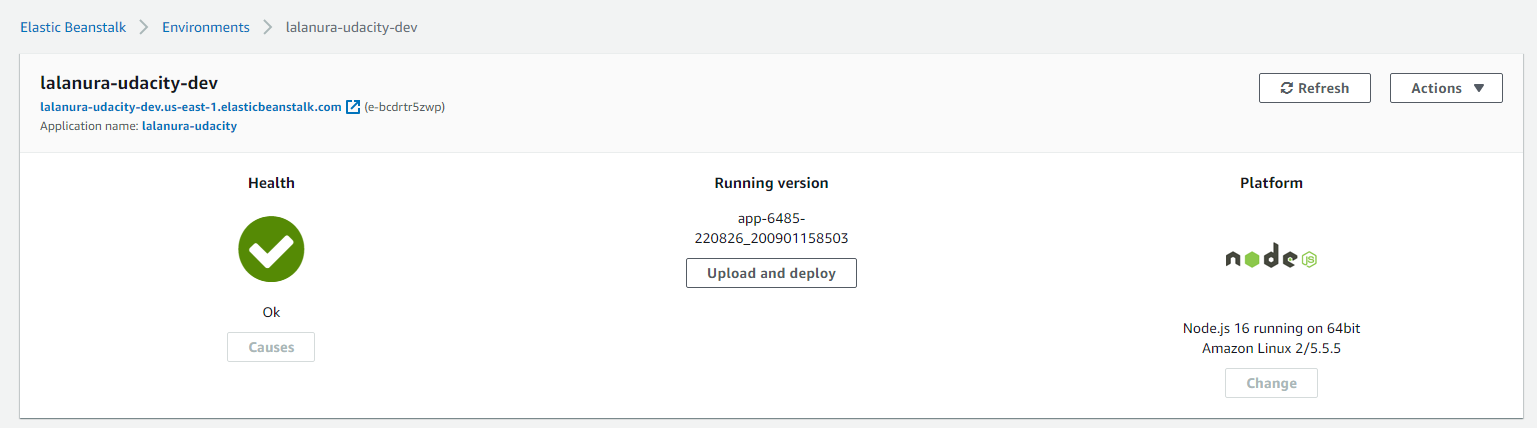 Elastic Beanstalk > Environments > lalanura-udacity-dev
lalanura-udacity-dev
lalanura-udacity-dev.us-east-1.elasticbeanstalk.com (e-bcdrtr5zwp)
Application name: lalanura-udacity
Refresh
Actions
Health
Ok
Causes
Running version
app-6485-
220826_200901158503
Upload and deploy
Platform
node
JS
Node.js 16 running on 64bit
Amazon Linux 2/5.5.5
Change